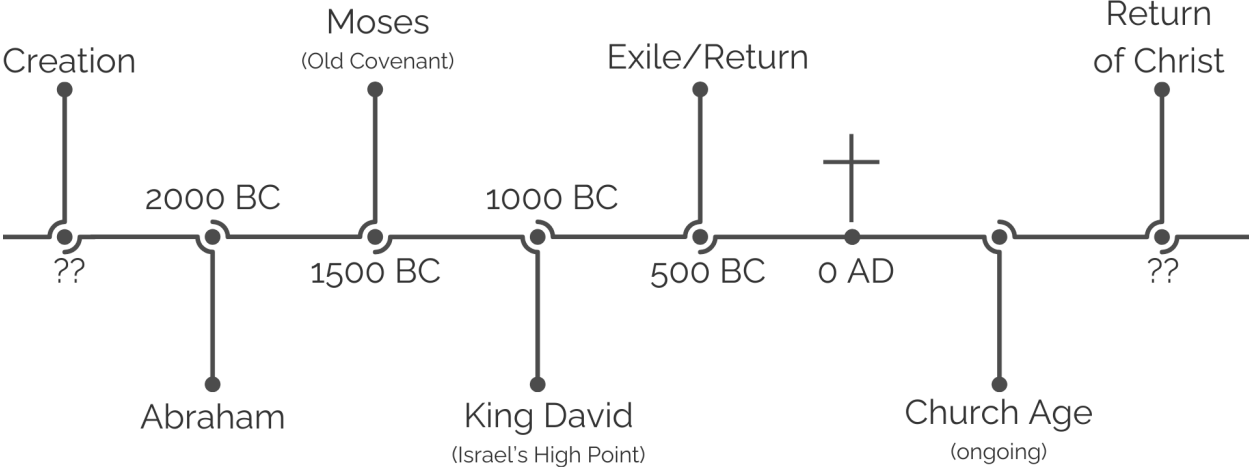 Creation
??
2000 BC
Abraham
Moses
(Old Covenant)
1500 BC
1000 BC
King David
(Israel's High Point)
Exile/Return
500 BC
0 AD
Church Age
(ongoing)
Return
of Christ
??